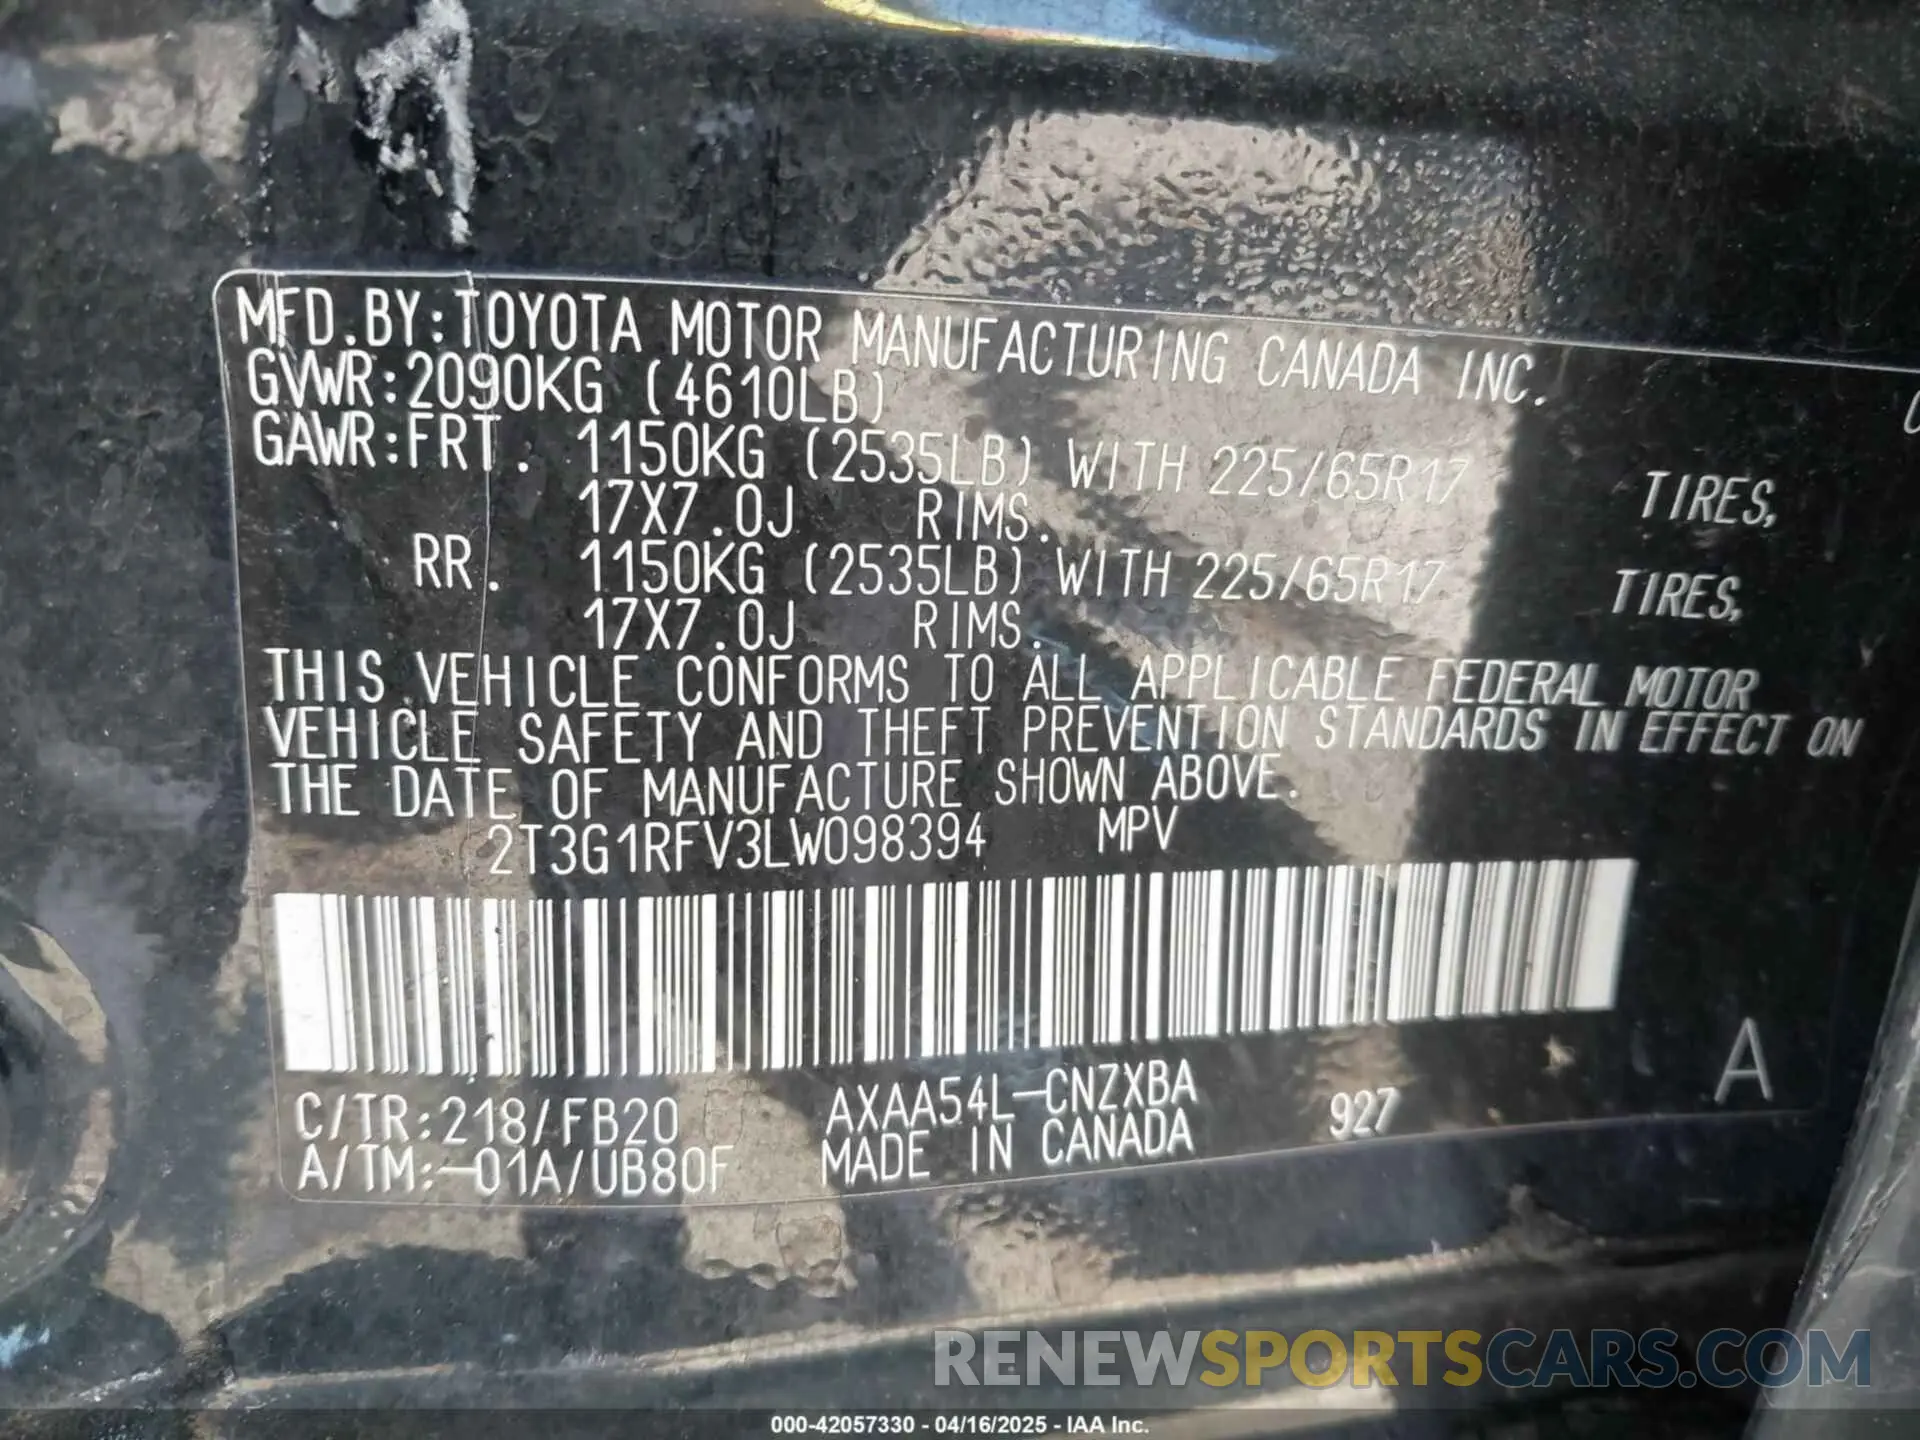 MFD.BY:TOYOTA MOTOR MANUFACTURING CANADA INC.
GVWR:2090KG (4610LB)
GAWR:FRT. 1150KG (2535LB) WITH 225/65R17 TIRES,
17X7.0J RIMS.
RR. 1150KG (2535LB) WITH 225/65R17 TIRES,
17X7.0J RIMS.
THIS VEHICLE CONFORMS TO ALL APPLICABLE FEDERAL MOTOR
VEHICLE SAFETY AND THEFT PREVENTION STANDARDS IN EFFECT ON
THE DATE OF MANUFACTURE SHOWN ABOVE.
2T3G1RFV3LW098394 MPV
C/TR:218/FB20 AXAA54L-CNZXBA 927 A
A/TM:-01A/UB80F MADE IN CANADA
RENEWSPORTSCARS.COM
000-42057330 - 04/16/2025 - IAA Inc.